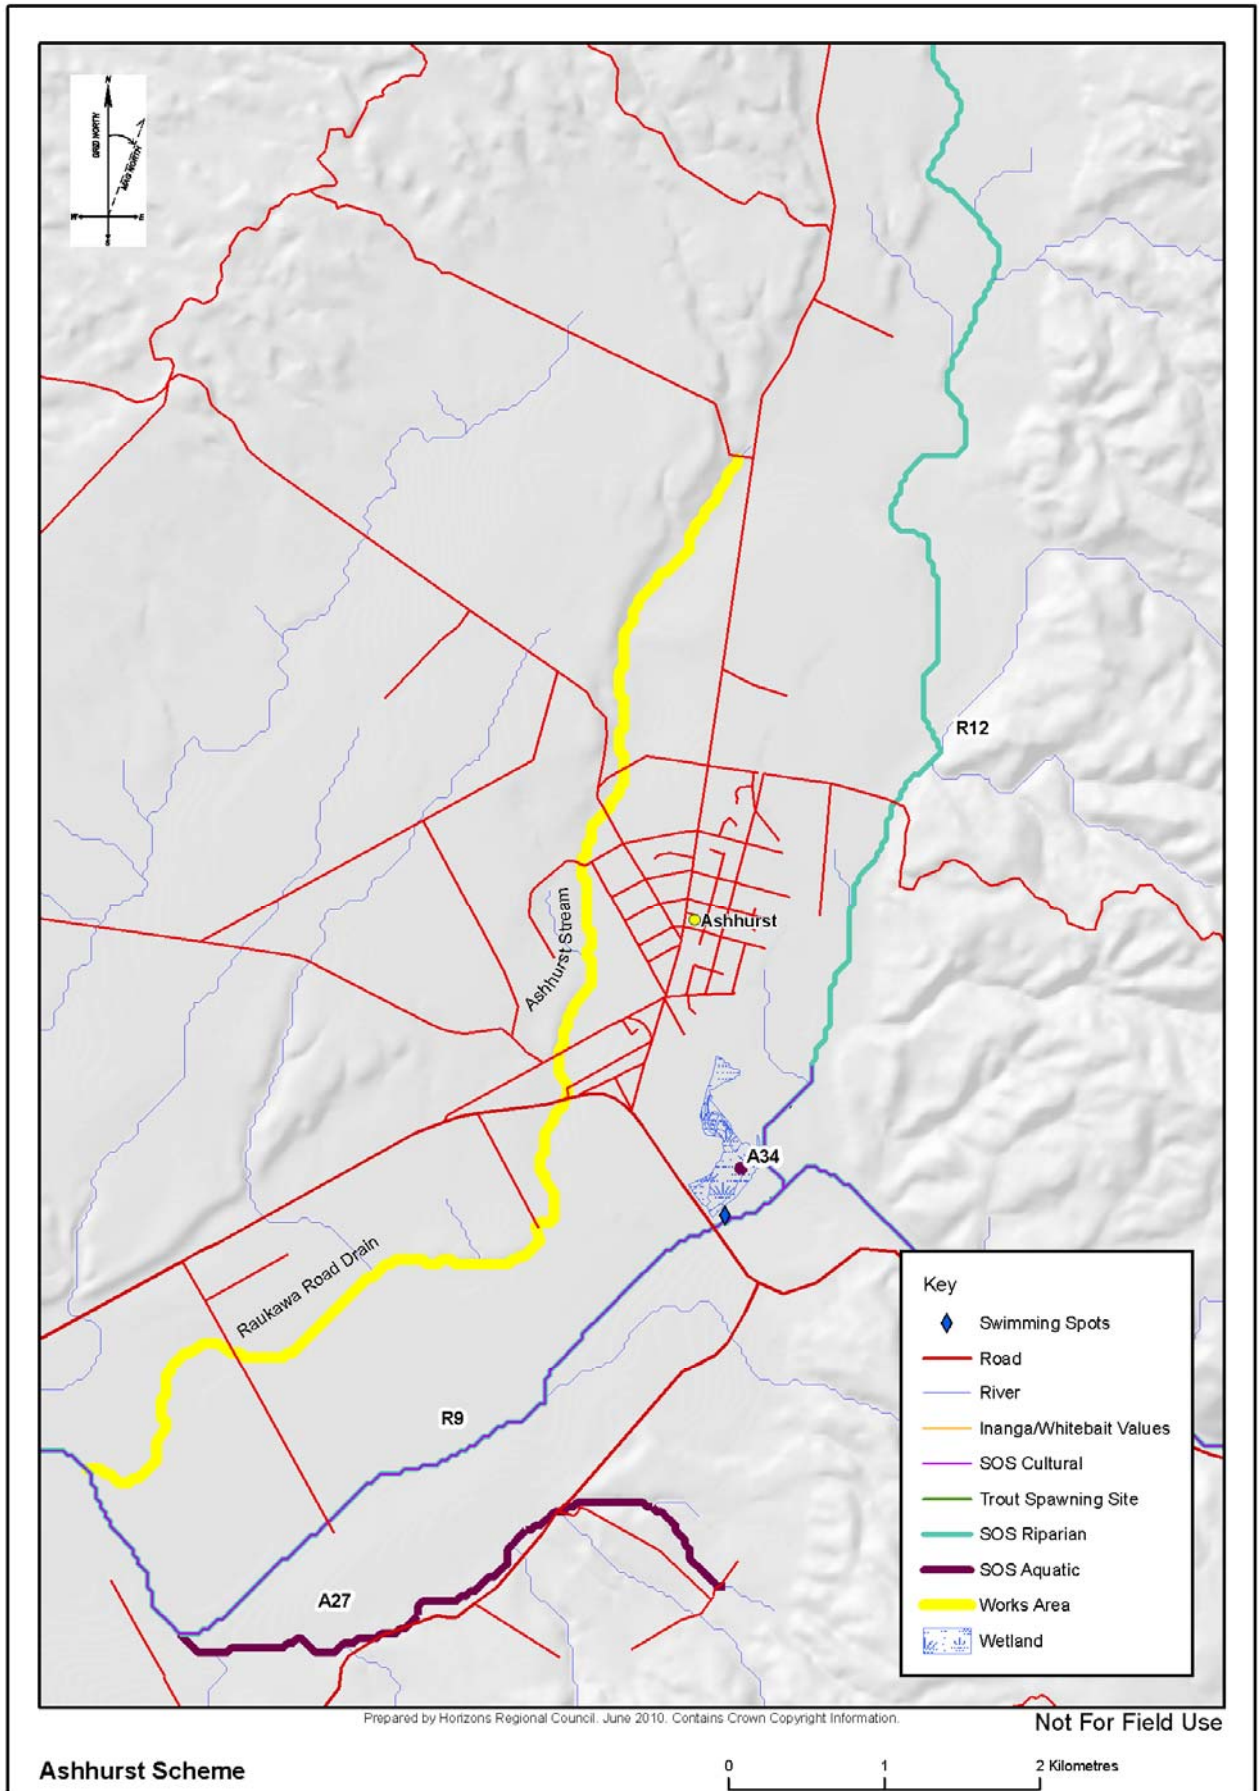 N
GRID NORTH
MAG NORTH
W E
S
R12
Ashhurst
Ashhurst Stream
A34
Raukawa Road Drain
R9
A27
Key
Swimming Spots
Road
River
Inanga/Whitebait Values
SOS Cultural
Trout Spawning Site
SOS Riparian
SOS Aquatic
Works Area
Wetland
Prepared by Horizons Regional Council. June 2010. Contains Crown Copyright Information.
Not For Field Use
Ashhurst Scheme
0 1 2 Kilometres